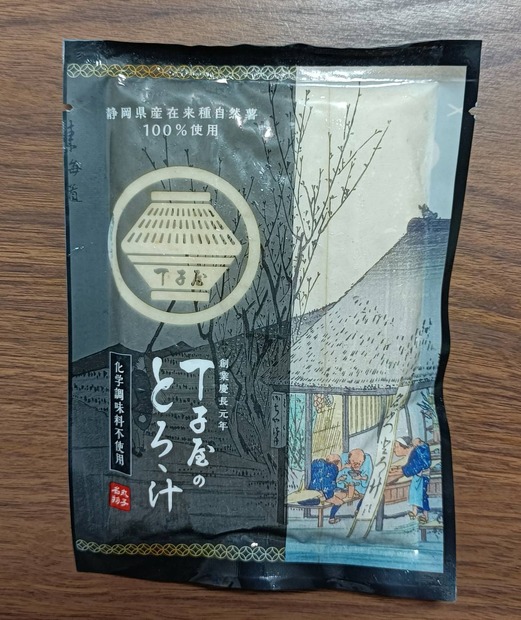 静岡県産在来種自然薯
100%使用
丁子屋
創業慶長元年
丁子屋の
とろゝ汁
化学調味料不使用